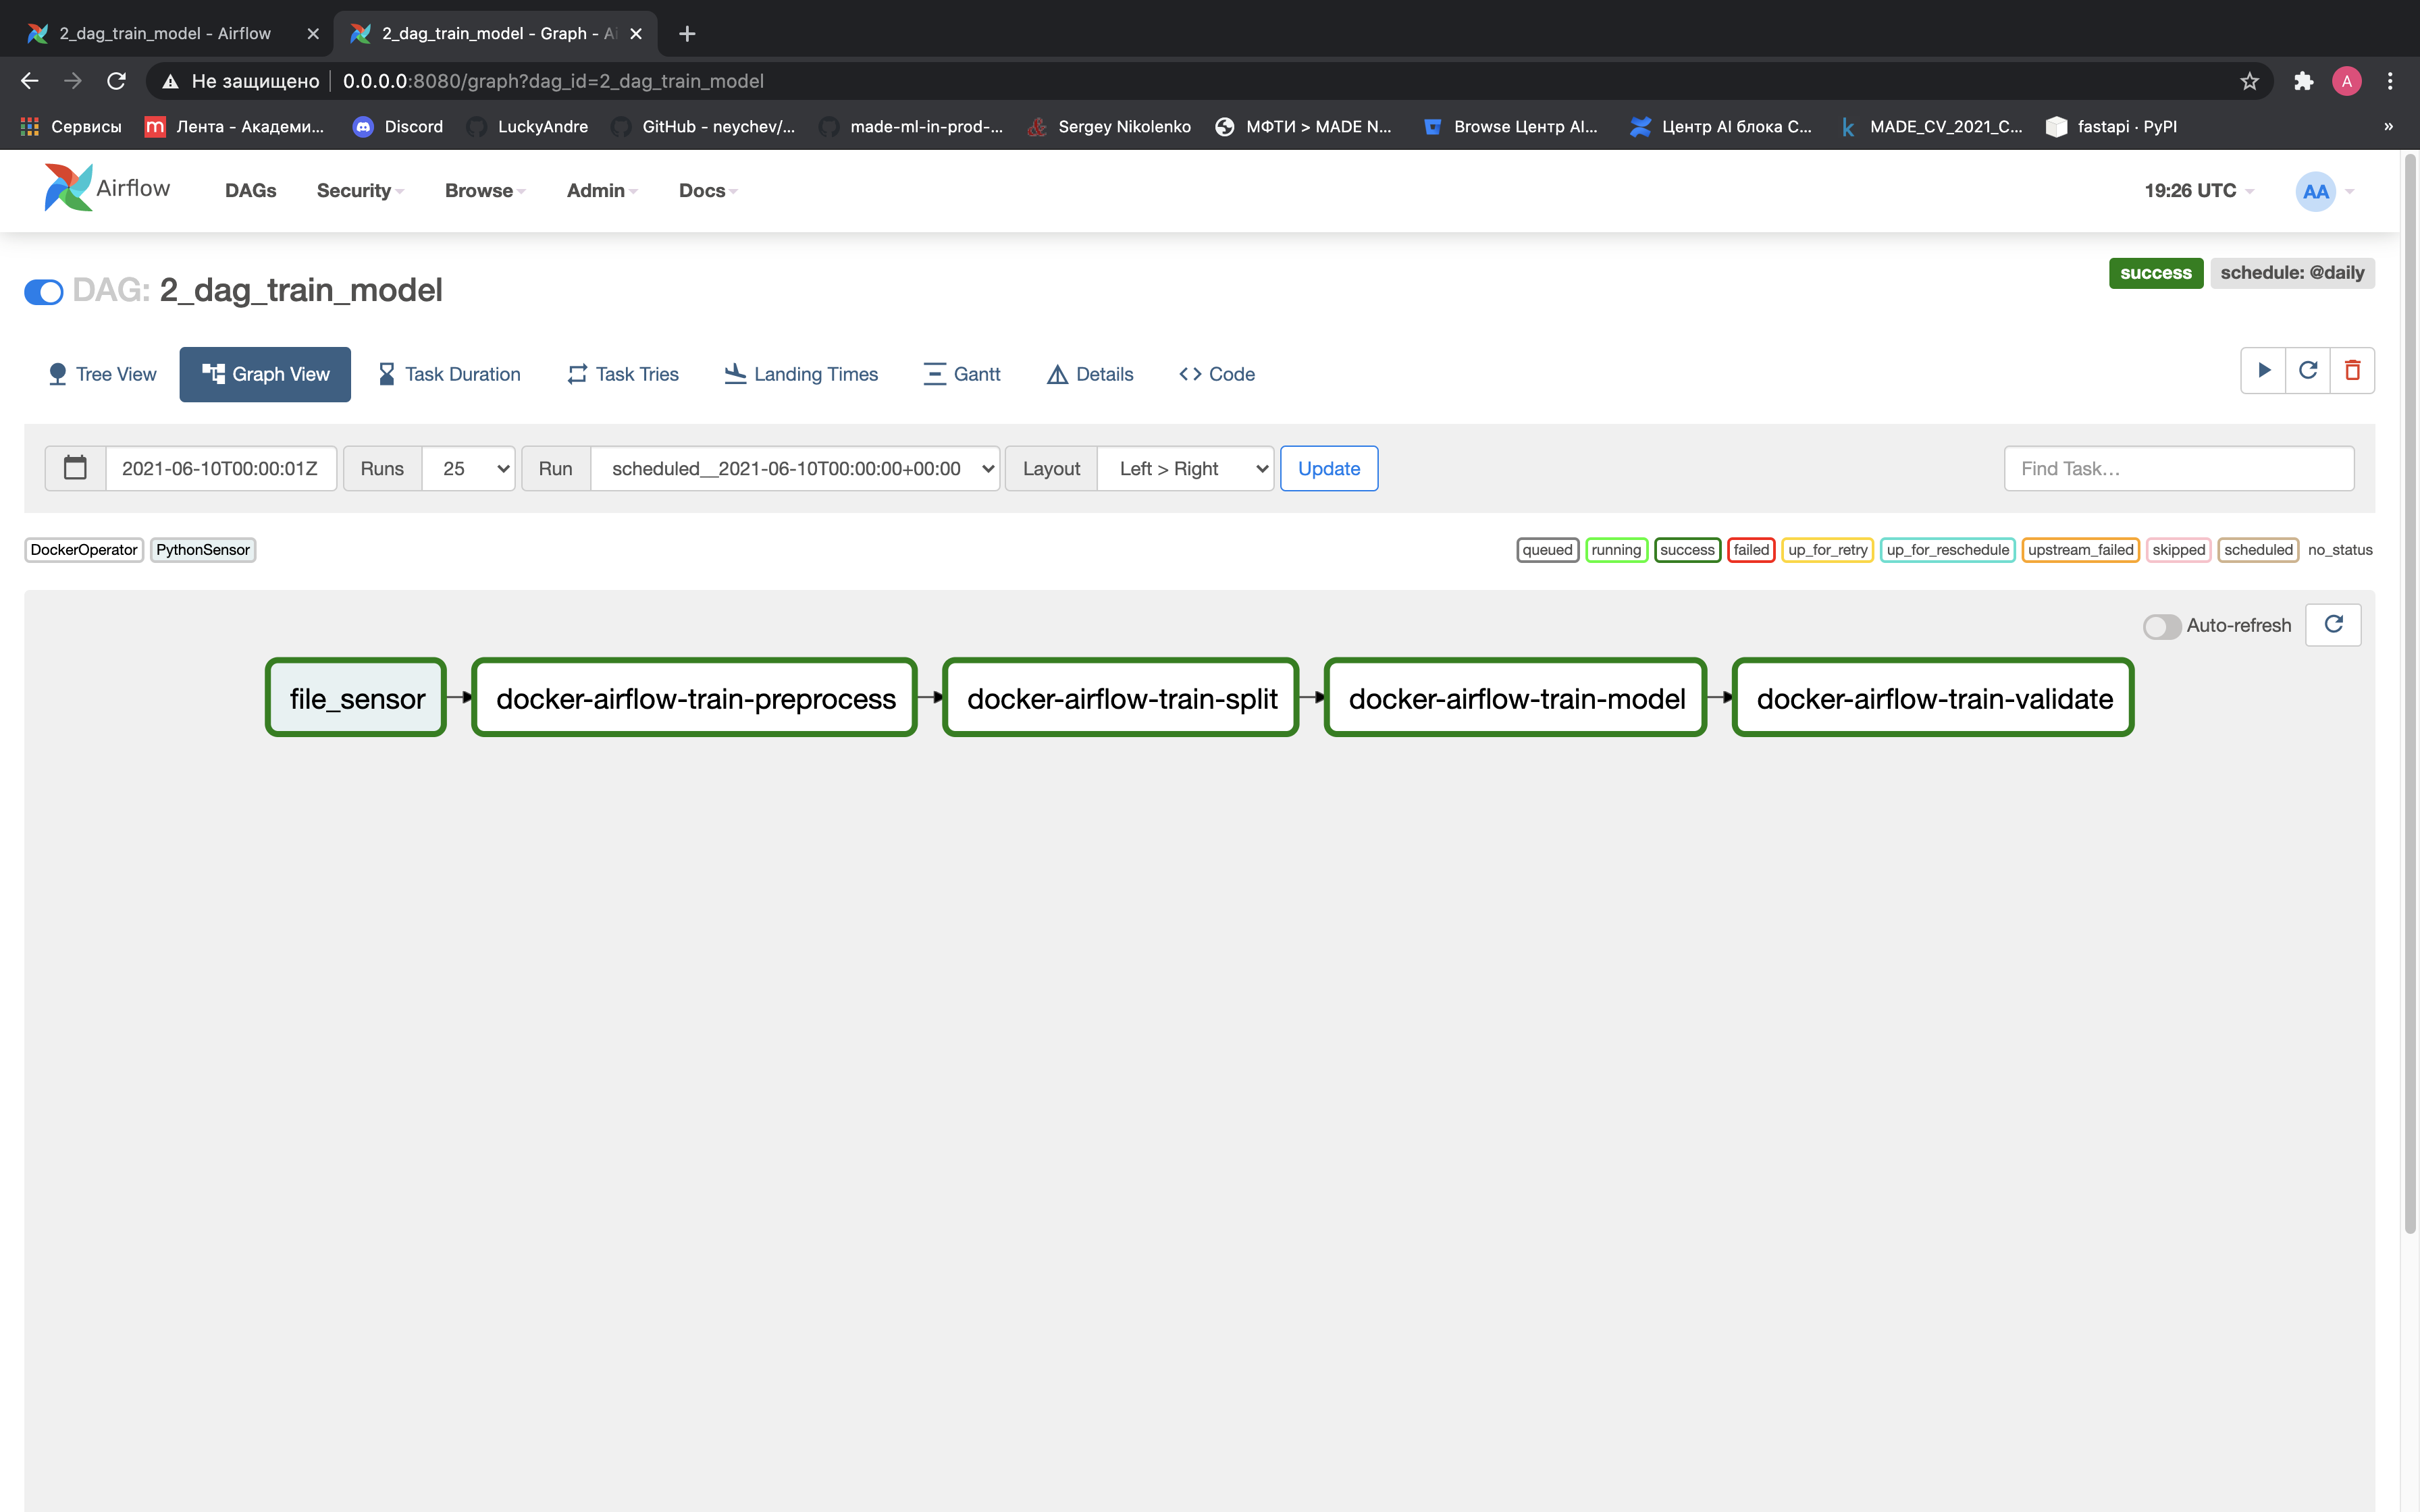 2_dag_train_model - Airflow
2_dag_train_model - Graph - Ai
Не защищено 0.0.0.0:8080/graph?dag_id=2_dag_train_model
A
Сервисы Лента - Академи... Discord LuckyAndre GitHub - neychev/... made-ml-in-prod-... Sergey Nikolenko МФТИ > MADE N... Browse Центр AI... Центр AI блока С... MADE_CV_2021_C... fastapi · PyPI »
Airflow DAGs Security Browse Admin Docs 19:26 UTC AA
DAG: 2_dag_train_model success schedule: @daily
Tree View Graph View Task Duration Task Tries Landing Times Gantt Details Code
2021-06-10T00:00:01Z Runs 25 Run scheduled__2021-06-10T00:00:00+00:00 Layout Left > Right Update Find Task...
DockerOperator PythonSensor queued running success failed up_for_retry up_for_reschedule upstream_failed skipped scheduled no_status
Auto-refresh
file_sensor docker-airflow-train-preprocess docker-airflow-train-split docker-airflow-train-model docker-airflow-train-validate